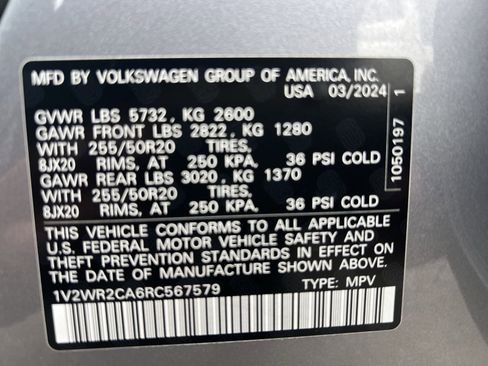 MFD BY VOLKSWAGEN GROUP OF AMERICA, INC.
USA 03/2024
GVWR LBS 5732, KG 2600
GAWR FRONT LBS 2822, KG 1280
WITH 255/50R20
8JX20 RIMS, AT 250 KPA, 36 PSI COLD
GAWR REAR LBS 3020, KG 1370
WITH 255/50R20
8JX20 RIMS, AT 250 KPA, 36 PSI COLD
THIS VEHICLE CONFORMS TO ALL APPLICABLE
U.S. FEDERAL MOTOR VEHICLE SAFETY AND
THEFT PREVENTION STANDARDS IN EFFECT ON
THE DATE OF MANUFACTURE SHOWN ABOVE.
1V2WR2CA6RC567579 TYPE: MPV
1050197 1